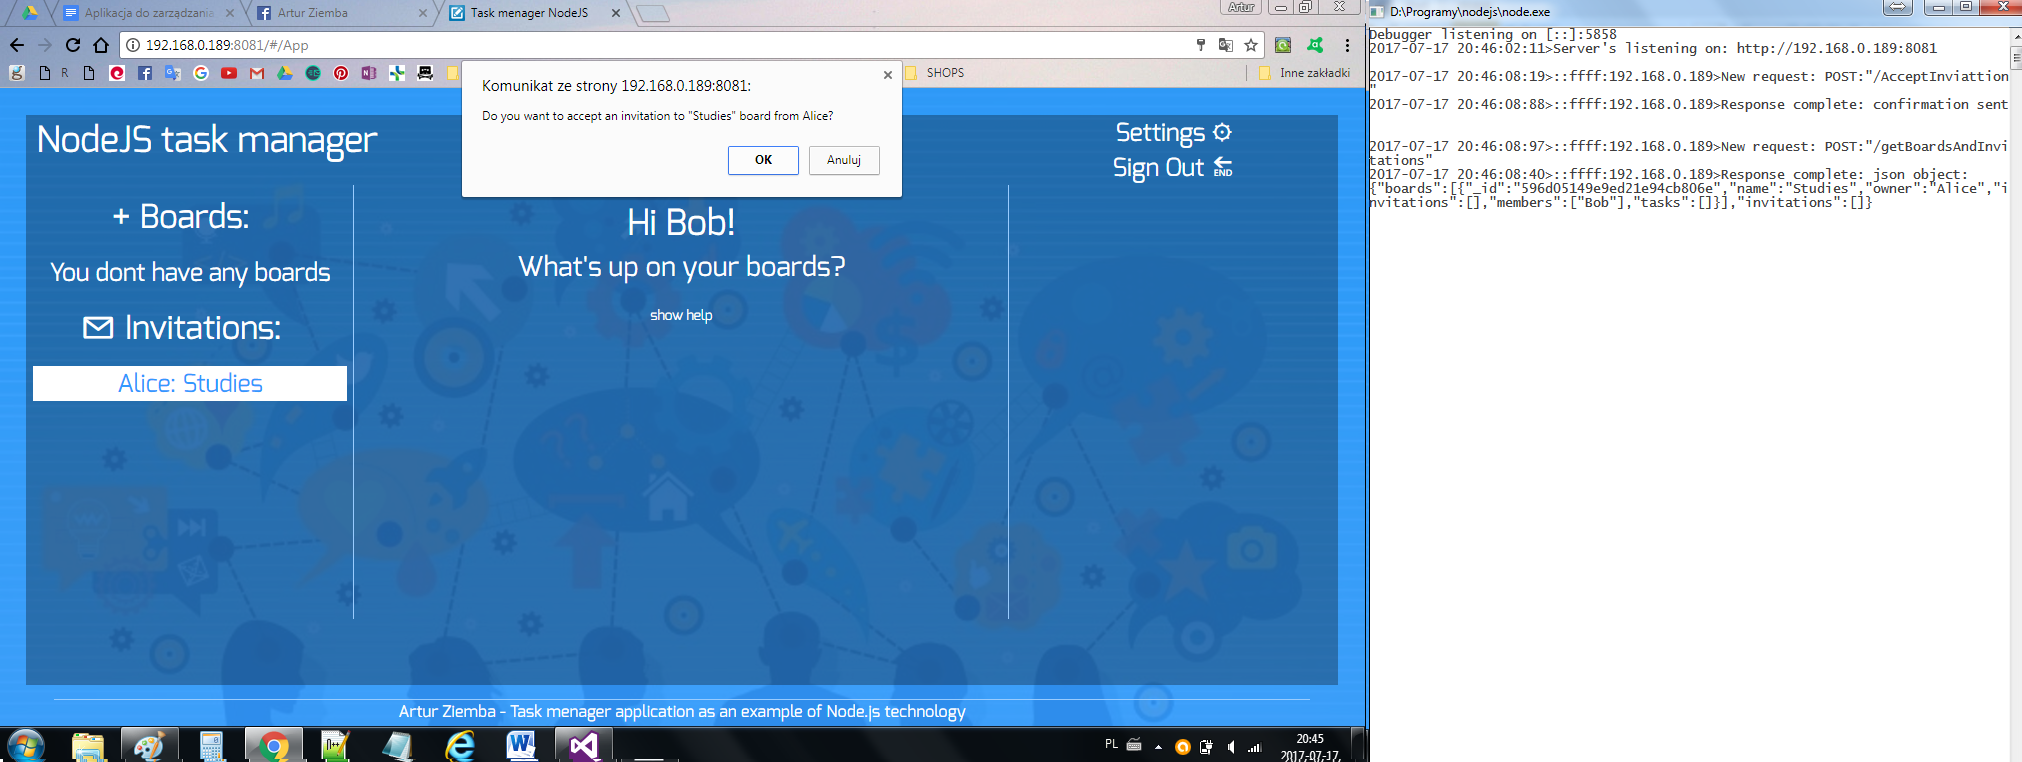 Aplikacja do zarządzania
Artur Ziemba
Task menager NodeJS
Artur
192.168.0.189:8081/#/App
R
SHOPS
Inne zakładki
Komunikat ze strony 192.168.0.189:8081:
Do you want to accept an invitation to "Studies" board from Alice?
OK
Anuluj
NodeJS task manager
Settings
Sign Out
END
+ Boards:
You dont have any boards
Invitations:
Alice: Studies
Hi Bob!
What's up on your boards?
show help
Artur Ziemba - Task menager application as an example of Node.js technology
PL
20:45
2017-07-17,
D:\Programy\nodejs\node.exe
Debugger listening on [::]:5858
2017-07-17 20:46:02:11>Server's listening on: http://192.168.0.189:8081
2017-07-17 20:46:08:19>::ffff:192.168.0.189>New request: POST:"/AcceptInviattion
"
2017-07-17 20:46:08:88>::ffff:192.168.0.189>Response complete: confirmation sent
2017-07-17 20:46:08:97>::ffff:192.168.0.189>New request: POST:"/getBoardsAndInvi
tations"
2017-07-17 20:46:08:40>::ffff:192.168.0.189>Response complete: json object:
{"boards":[{"_id":"596d05149e9ed21e94cb806e","name":"Studies","owner":"Alice","i
nvitations":[],"members":["Bob"],"tasks":[]}],"invitations":[]}